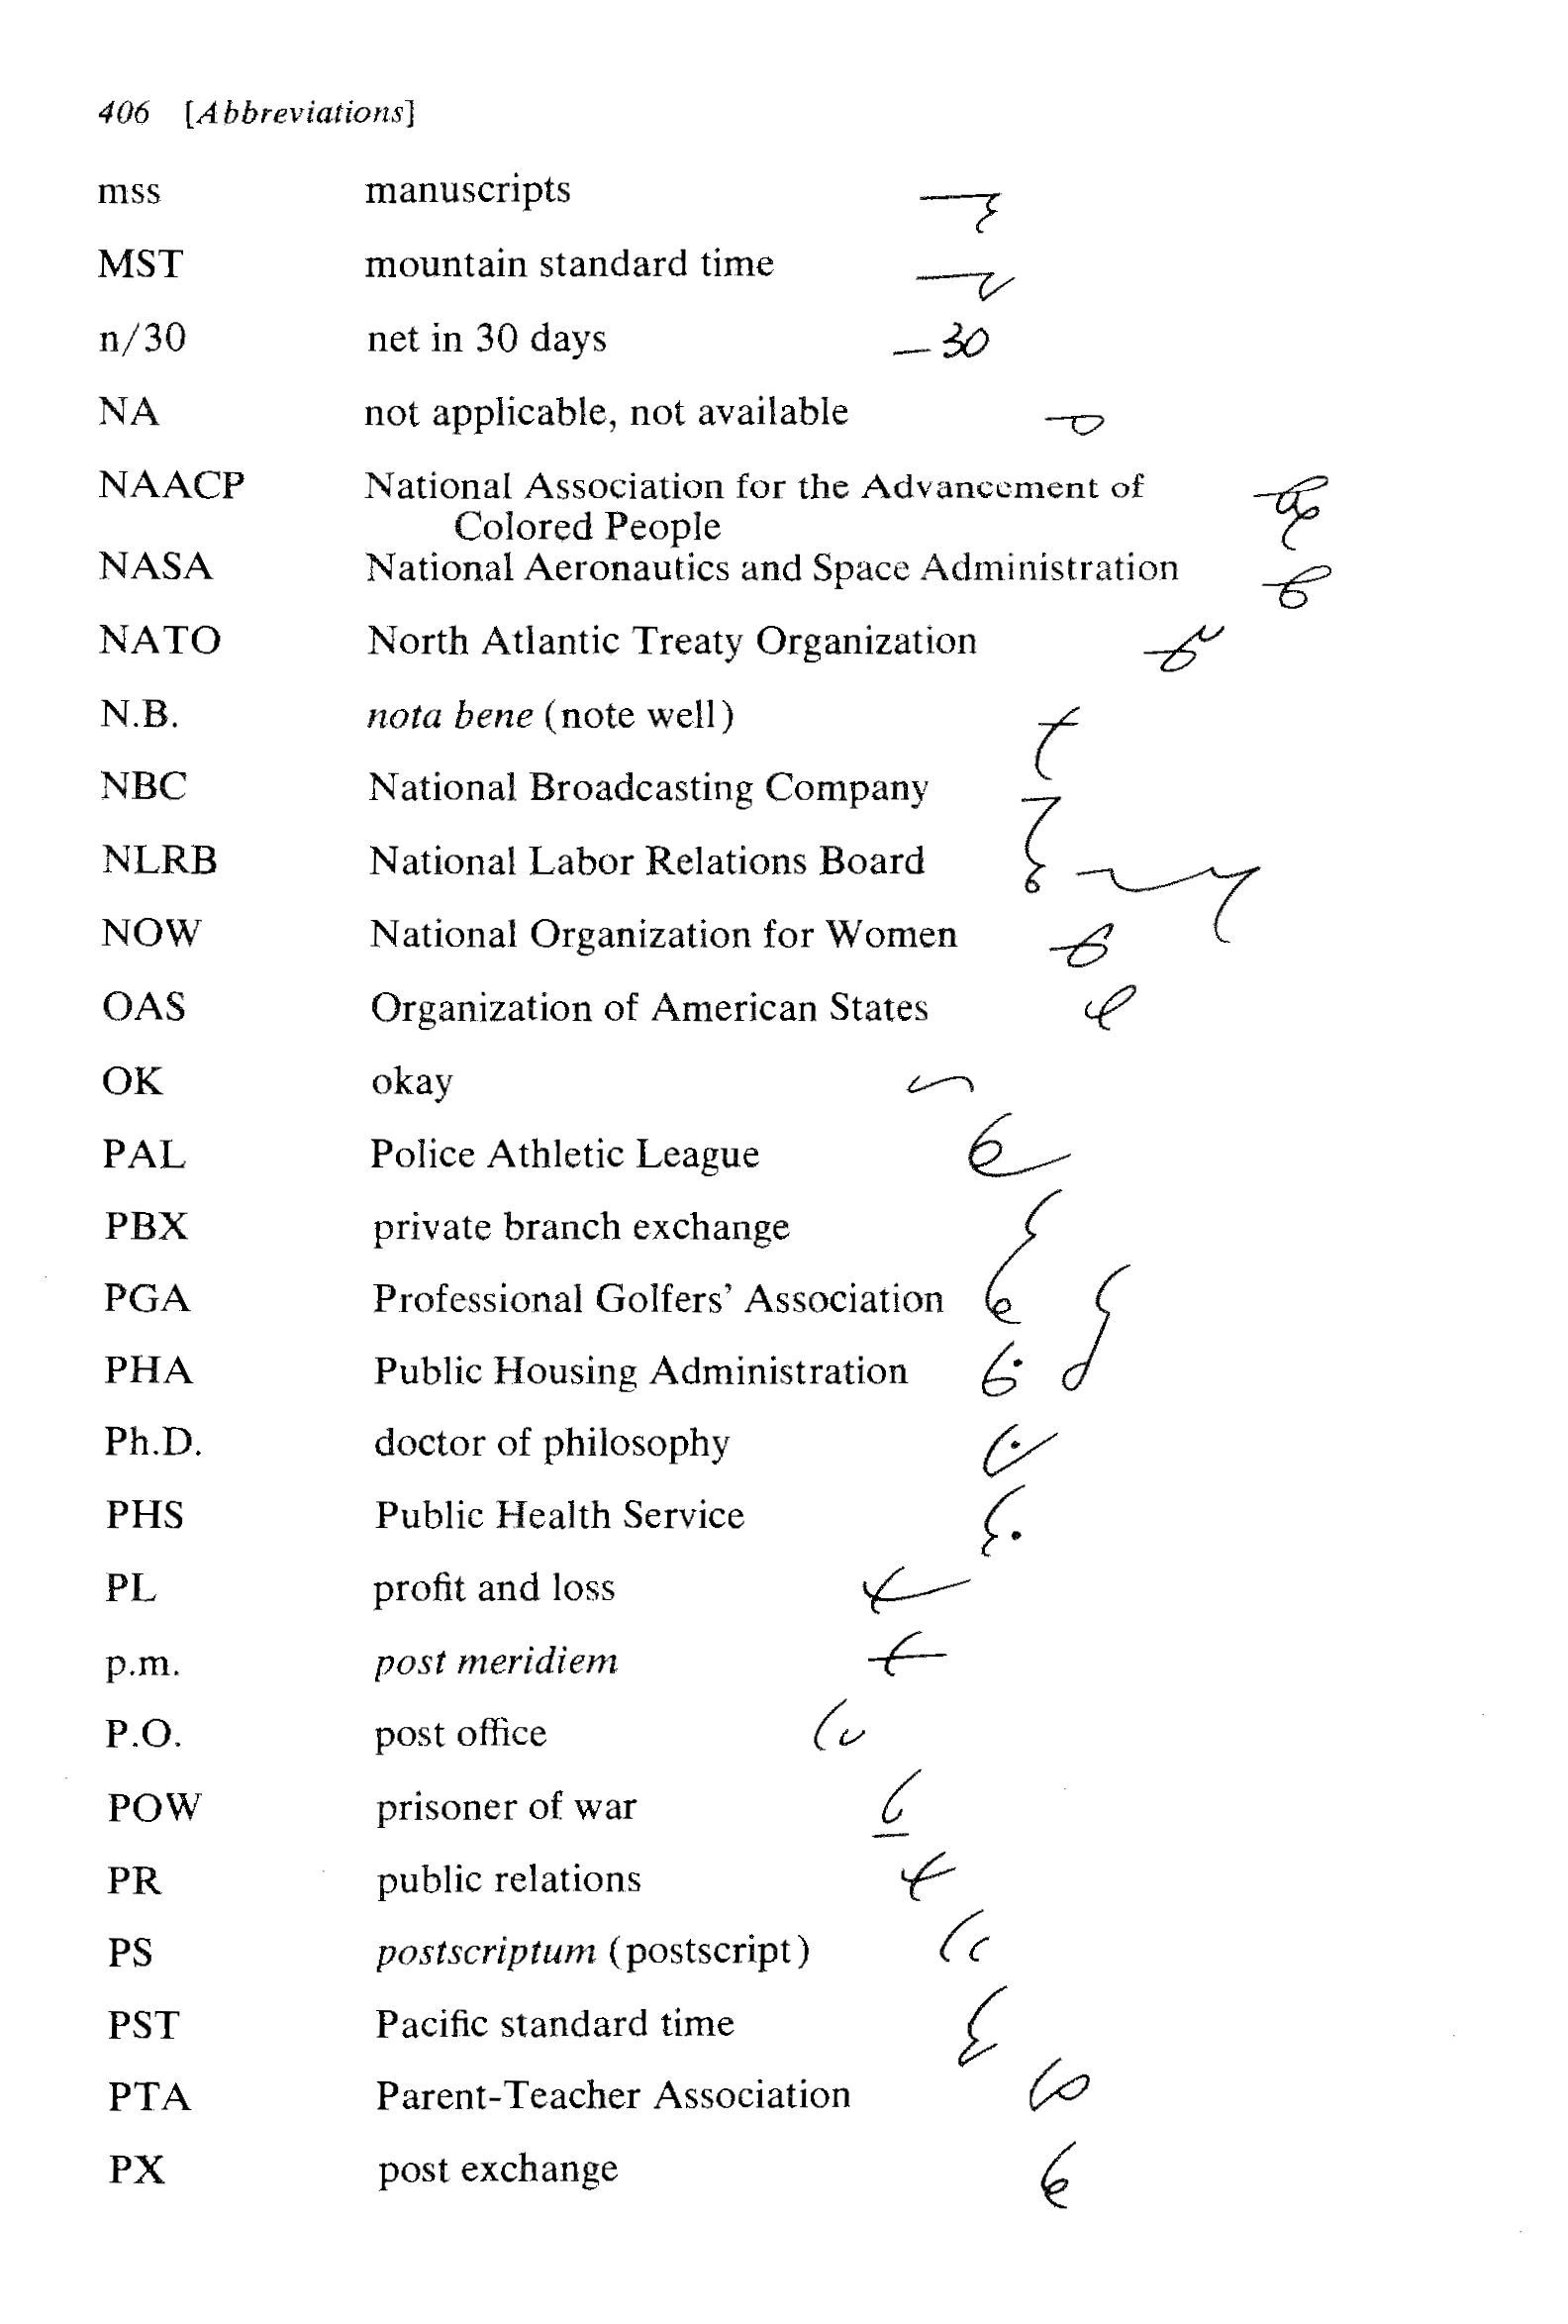 406 [Abbreviations]
mss manuscripts
MST mountain standard time
n/30 net in 30 days 30
NA not applicable, not available
NAACP National Association for the Advancement of
Colored People
NASA National Aeronautics and Space Administration
NATO North Atlantic Treaty Organization
N.B. nota bene (note well)
NBC National Broadcasting Company
NLRB National Labor Relations Board
NOW National Organization for Women
OAS Organization of American States
OK okay
PAL Police Athletic League
PBX private branch exchange
PGA Professional Golfers’ Association
PHA Public Housing Administration
Ph.D. doctor of philosophy
PHS Public Health Service
PL profit and loss
p.m. post meridiem
P.O. post office
POW prisoner of war
PR public relations
PS postscriptum (postscript)
PST Pacific standard time
PTA Parent-Teacher Association
PX post exchange